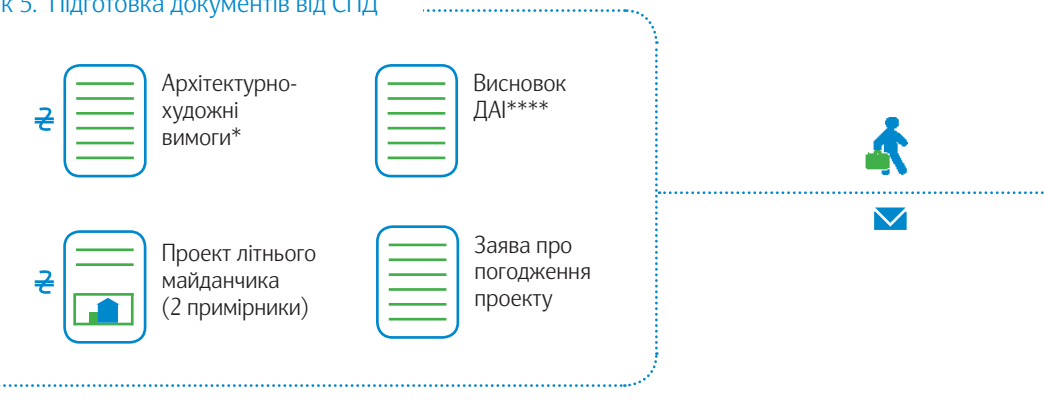 к 5. Підготовка документів від СПД
Архітектурно-
художні
вимоги*
Висновок
ДАІ****
Проект літнього
майданчика
(2 примірники)
Заява про
погодження
проекту
₴
₴